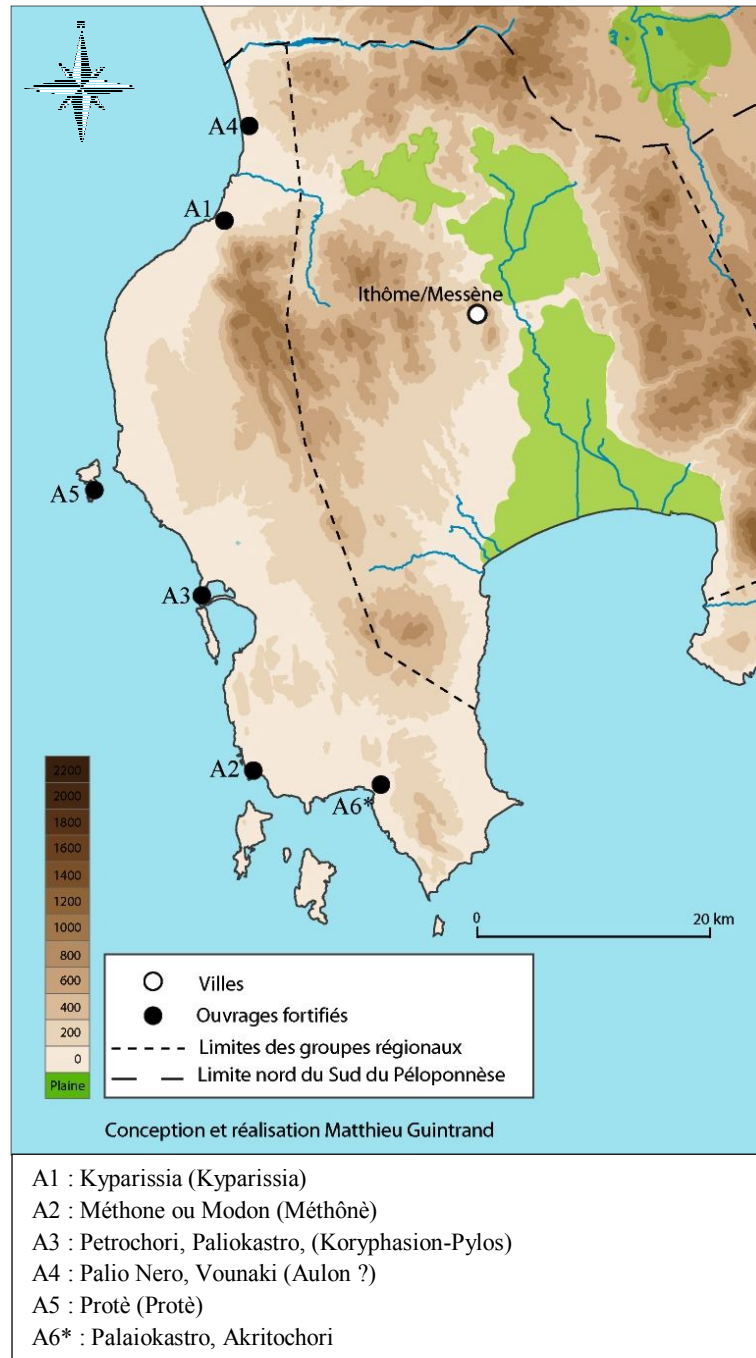 A4
A1
Ithôme/Messène
A5
A3
A2
A6*
2200
2000
1800
1600
1400
1200
1000
800
600
400
200
0
Plaine
0 20 km
Villes
Ouvrages fortifiés
Limites des groupes régionaux
Limite nord du Sud du Péloponnèse
Conception et réalisation Matthieu Guintrand
A1 : Kyparissia (Kyparissia)
A2 : Méthone ou Modon (Méthônè)
A3 : Petrochori, Paliokastro, (Koryphasion-Pylos)
A4 : Palio Nero, Vounaki (Aulon ?)
A5 : Protè (Protè)
A6* : Palaiokastro, Akritochori